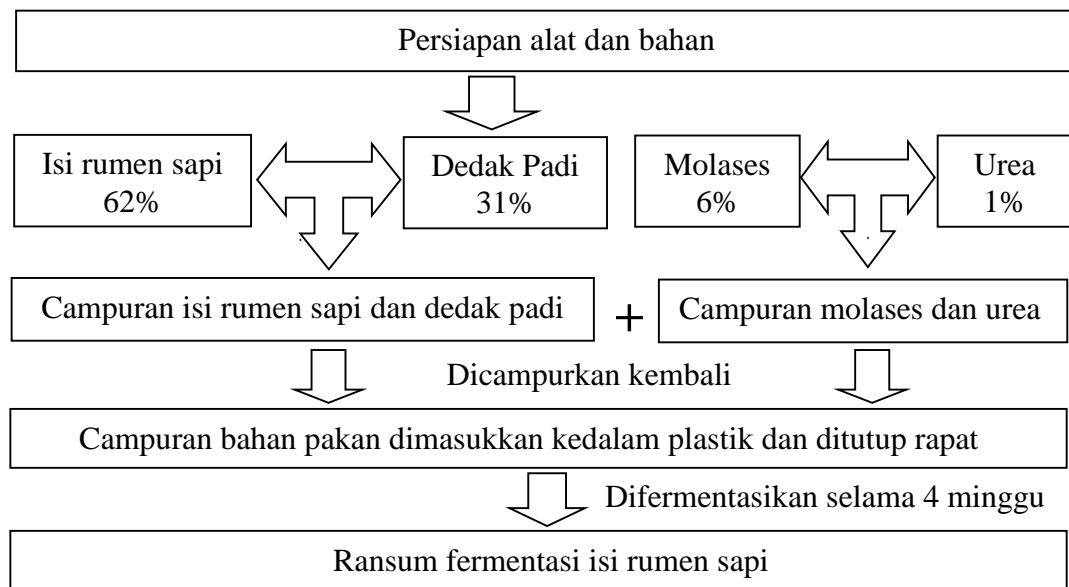 Persiapan alat dan bahan
Isi rumen sapi
62%
Dedak Padi
31%
Molases
6%
Urea
1%
Campuran isi rumen sapi dan dedak padi
+
Campuran molases dan urea
Dicampurkan kembali
Campuran bahan pakan dimasukkan kedalam plastik dan ditutup rapat
Difermentasikan selama 4 minggu
Ransum fermentasi isi rumen sapi